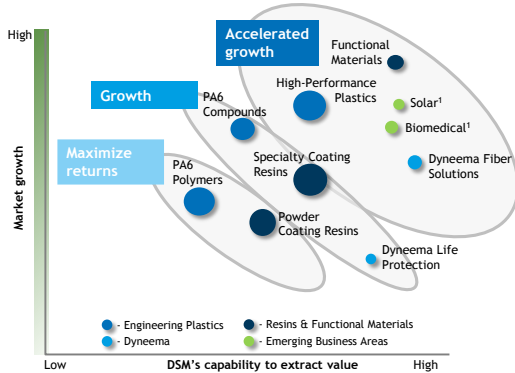 High
Accelerated
growth
Functional
Materials
High-Performance
Plastics
Growth
PA6
Compounds
Solar¹
Biomedical¹
Maximize
returns
PA6
Polymers
Specialty Coating
Resins
Dyneema Fiber
Solutions
Powder
Coating Resins
Dyneema Life
Protection
Market growth
- Engineering Plastics
- Resins & Functional Materials
- Dyneema
- Emerging Business Areas
Low
DSM's capability to extract value
High